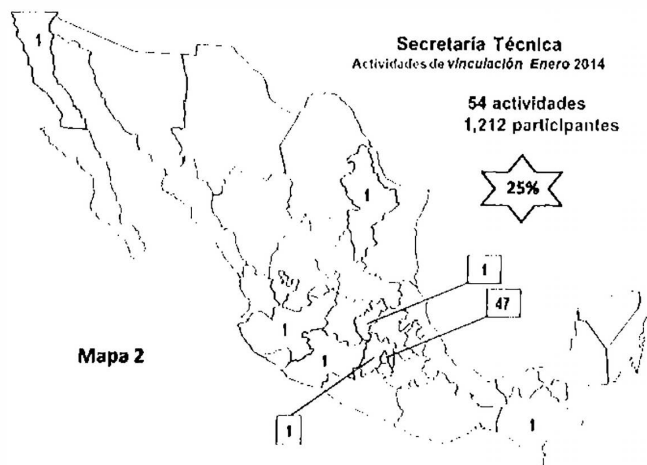 1
Secretaría Técnica
Actividades de vinculación Enero 2014
54 actividades
1,212 participantes
25%
1
1
47
1
Mapa 2
1
1
1